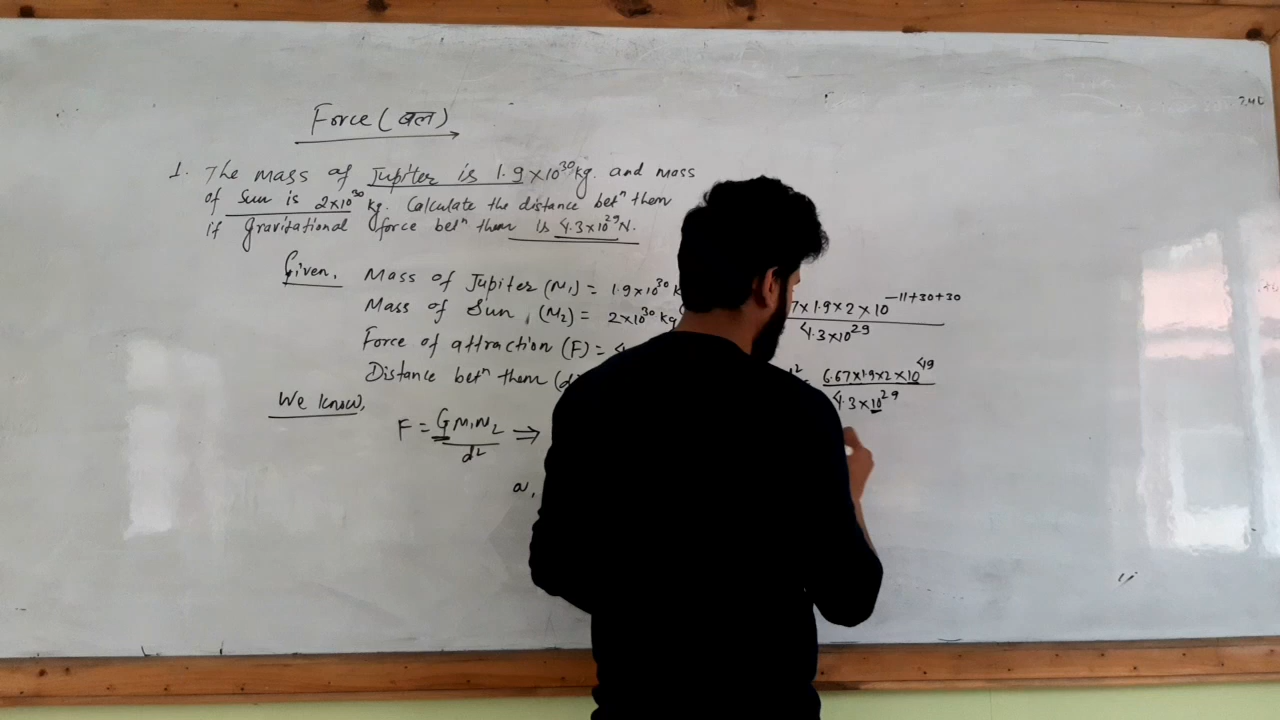 Force (बल)
1. The mass of Jupiter is 1.9×10³⁰kg. and mass
of Sun is 2×10³⁰ kg. Calculate the distance betⁿ them
if gravitational force betⁿ them is 4.3×10²⁹N.
Given,
Mass of Jupiter (M₁) = 1.9×10³⁰ k
Mass of Sun, (M₂) = 2×10³⁰ kg
Force of attraction (F) = 4
Distance betⁿ them (d
We know,
F = GM₁M₂/d² ⇒
a,
7×1.9×2×10⁻¹¹⁺³⁰⁺³⁰
4.3×10²⁹
² = 6.67×1.9×2×10⁴⁹
4.3×10²⁹